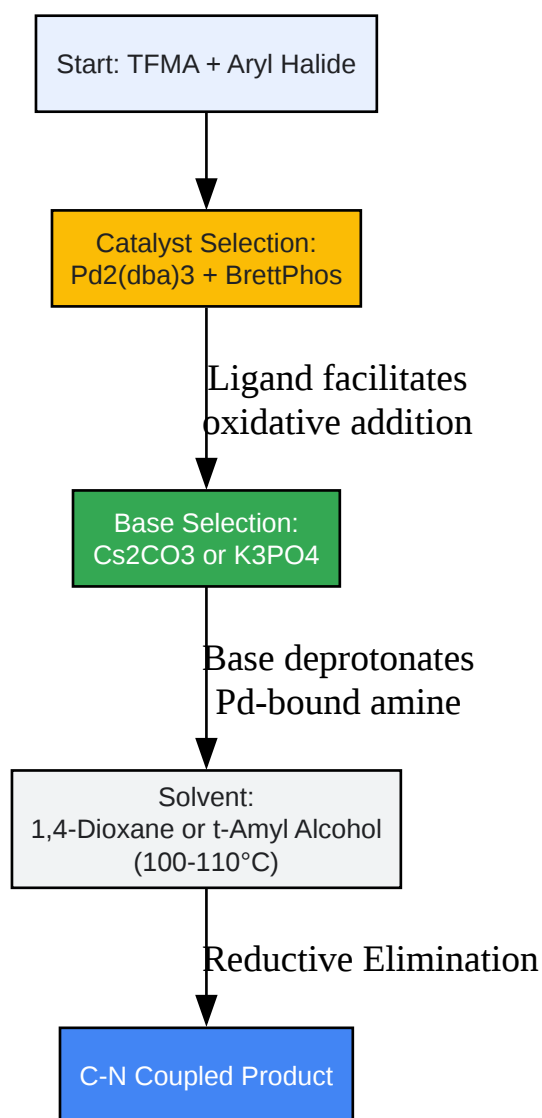 Start: TFMA + Aryl Halide
Catalyst Selection:
Pd2(dba)3 + BrettPhos
Ligand facilitates
oxidative addition
Base Selection:
Cs2CO3 or K3PO4
Base deprotonates
Pd-bound amine
Solvent:
1,4-Dioxane or t-Amyl Alcohol
(100-110°C)
Reductive Elimination
C-N Coupled Product